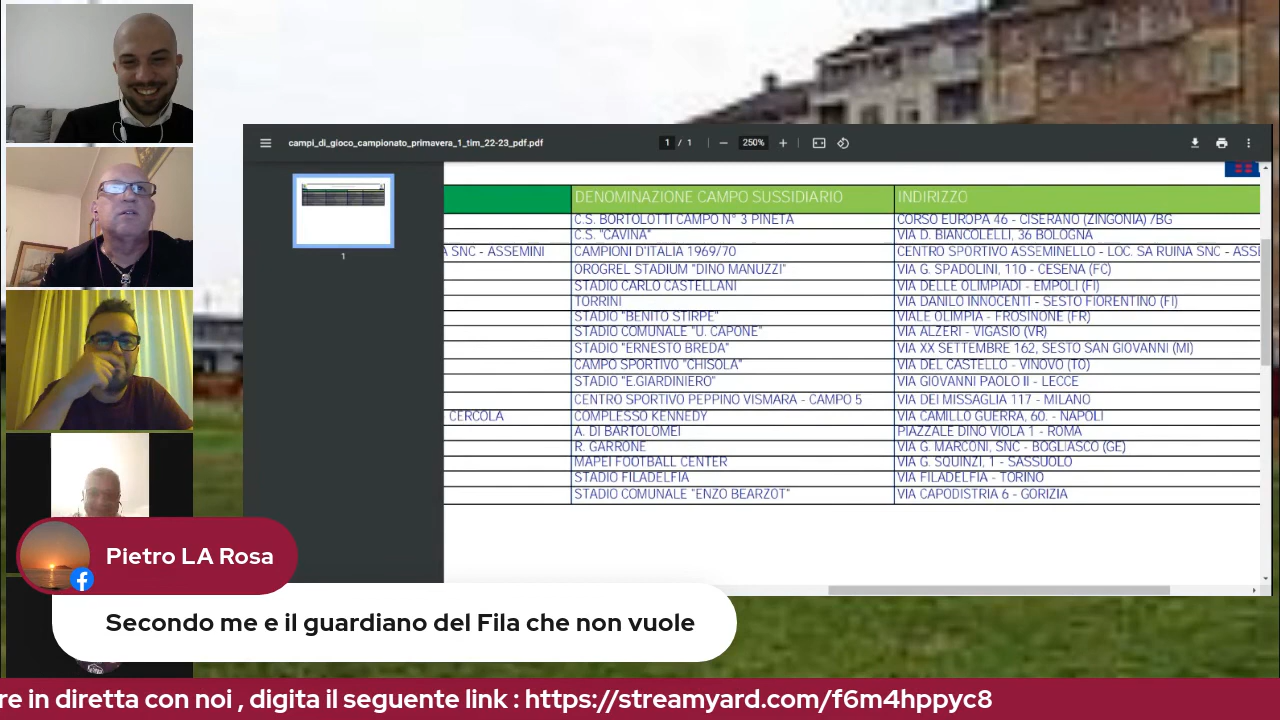 campi_di_gioco_campionato_primavera_1_tim_22-23_pdf.pdf
1 / 1
250%
1
DENOMINAZIONE CAMPO SUSSIDIARIO INDIRIZZO
C.S. BORTOLOTTI CAMPO N° 3 PINETA CORSO EUROPA 46 - CISERANO (ZINGONIA) /BG
C.S. "CAVINA" VIA D. BIANCOLELLI, 36 BOLOGNA
A SNC - ASSEMINI CAMPIONI D'ITALIA 1969/70 CENTRO SPORTIVO ASSEMINELLO - LOC. SA RUINA SNC - ASSE
OROGREL STADIUM "DINO MANUZZI" VIA G. SPADOLINI, 110 - CESENA (FC)
STADIO CARLO CASTELLANI VIA DELLE OLIMPIADI - EMPOLI (FI)
TORRINI VIA DANILO INNOCENTI - SESTO FIORENTINO (FI)
STADIO "BENITO STIRPE" VIALE OLIMPIA - FROSINONE (FR)
STADIO COMUNALE "U. CAPONE" VIA ALZERI - VIGASIO (VR)
STADIO "ERNESTO BREDA" VIA XX SETTEMBRE 162, SESTO SAN GIOVANNI (MI)
CAMPO SPORTIVO "CHISOLA" VIA DEL CASTELLO - VINOVO (TO)
STADIO "E.GIARDINIERO" VIA GIOVANNI PAOLO II - LECCE
CENTRO SPORTIVO PEPPINO VISMARA - CAMPO 5 VIA DEI MISSAGLIA 117 - MILANO
CERCOLA COMPLESSO KENNEDY VIA CAMILLO GUERRA, 60. - NAPOLI
A. DI BARTOLOMEI PIAZZALE DINO VIOLA 1 - ROMA
R. GARRONE VIA G. MARCONI, SNC - BOGLIASCO (GE)
MAPEI FOOTBALL CENTER VIA G. SQUINZI, 1 - SASSUOLO
STADIO FILADELFIA VIA FILADELFIA - TORINO
STADIO COMUNALE "ENZO BEARZOT" VIA CAPODISTRIA 6 - GORIZIA
Pietro LA Rosa
Secondo me e il guardiano del Fila che non vuole
re in diretta con noi , digita il seguente link : https://streamyard.com/f6m4hppyc8